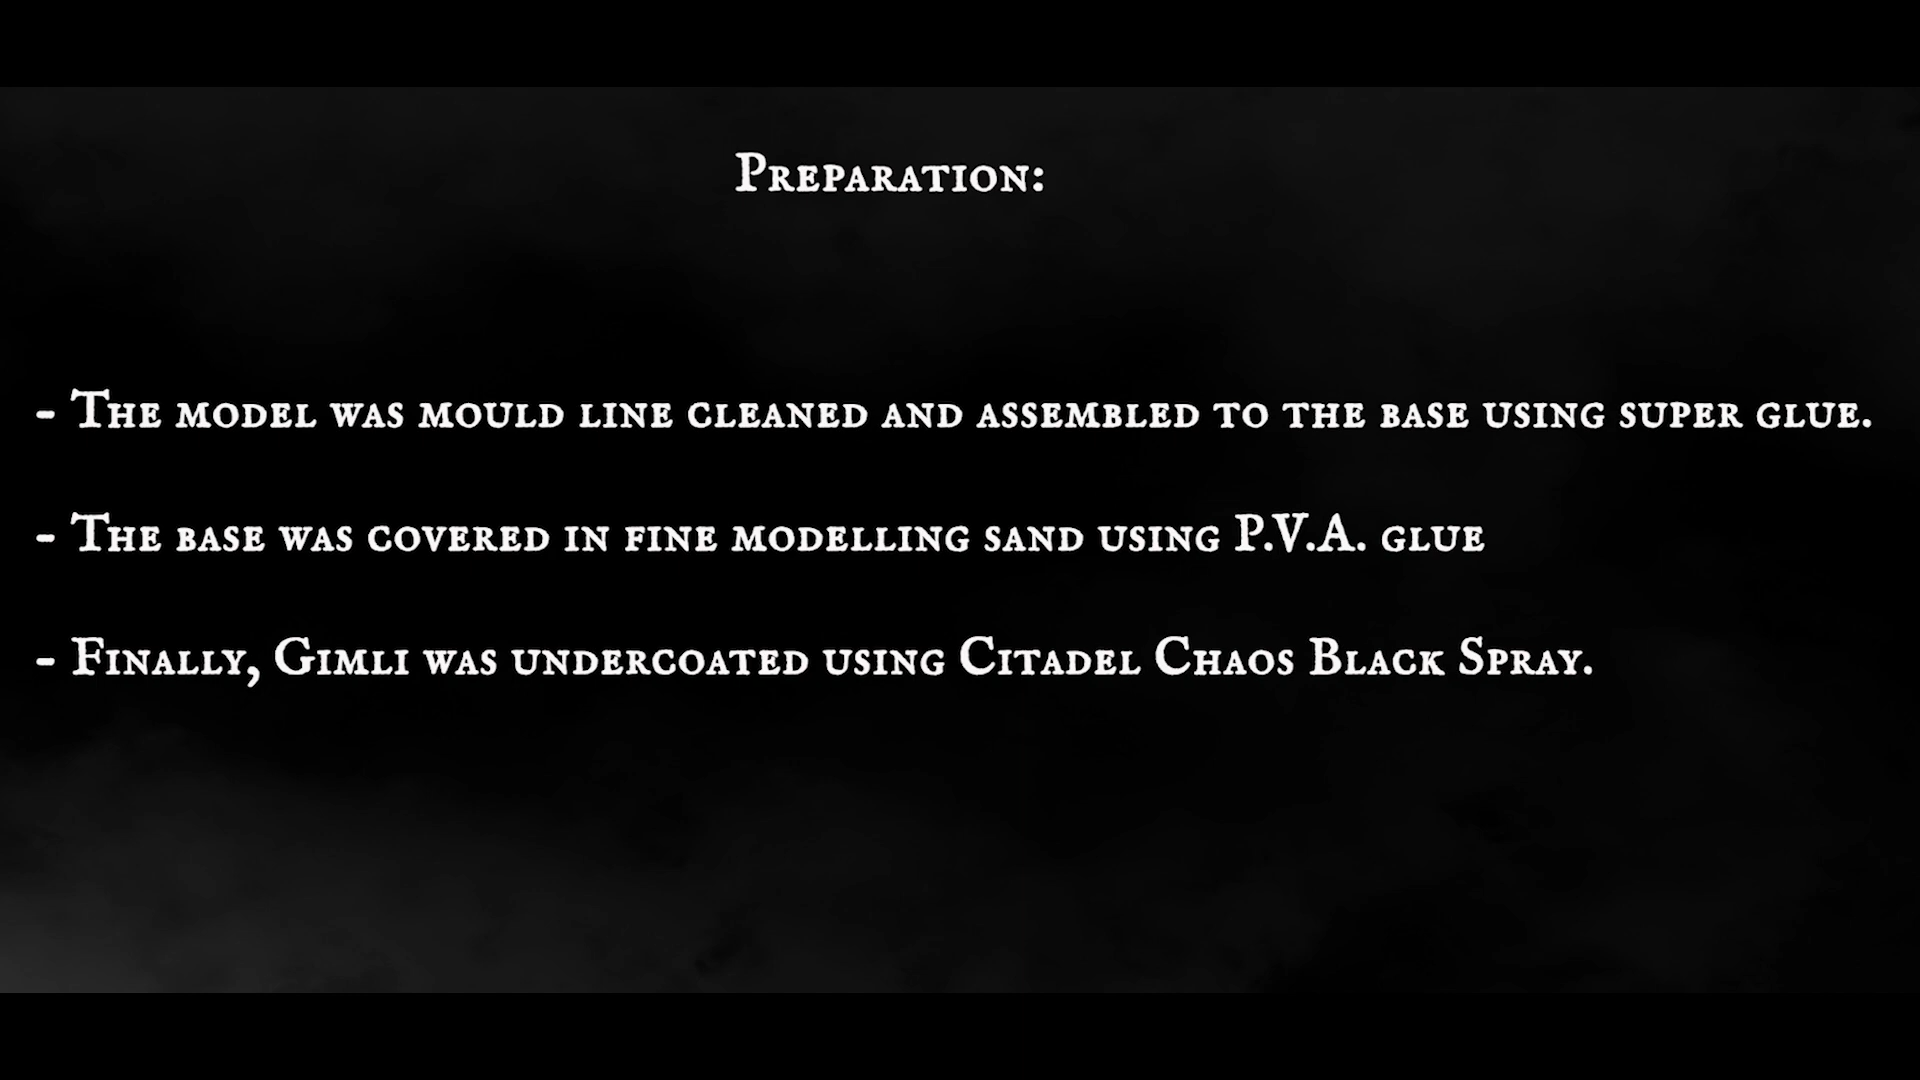 Preparation:
- The model was mould line cleaned and assembled to the base using super glue.
- The base was covered in fine modelling sand using P.V.A. glue
- Finally, Gimli was undercoated using Citadel Chaos Black Spray.